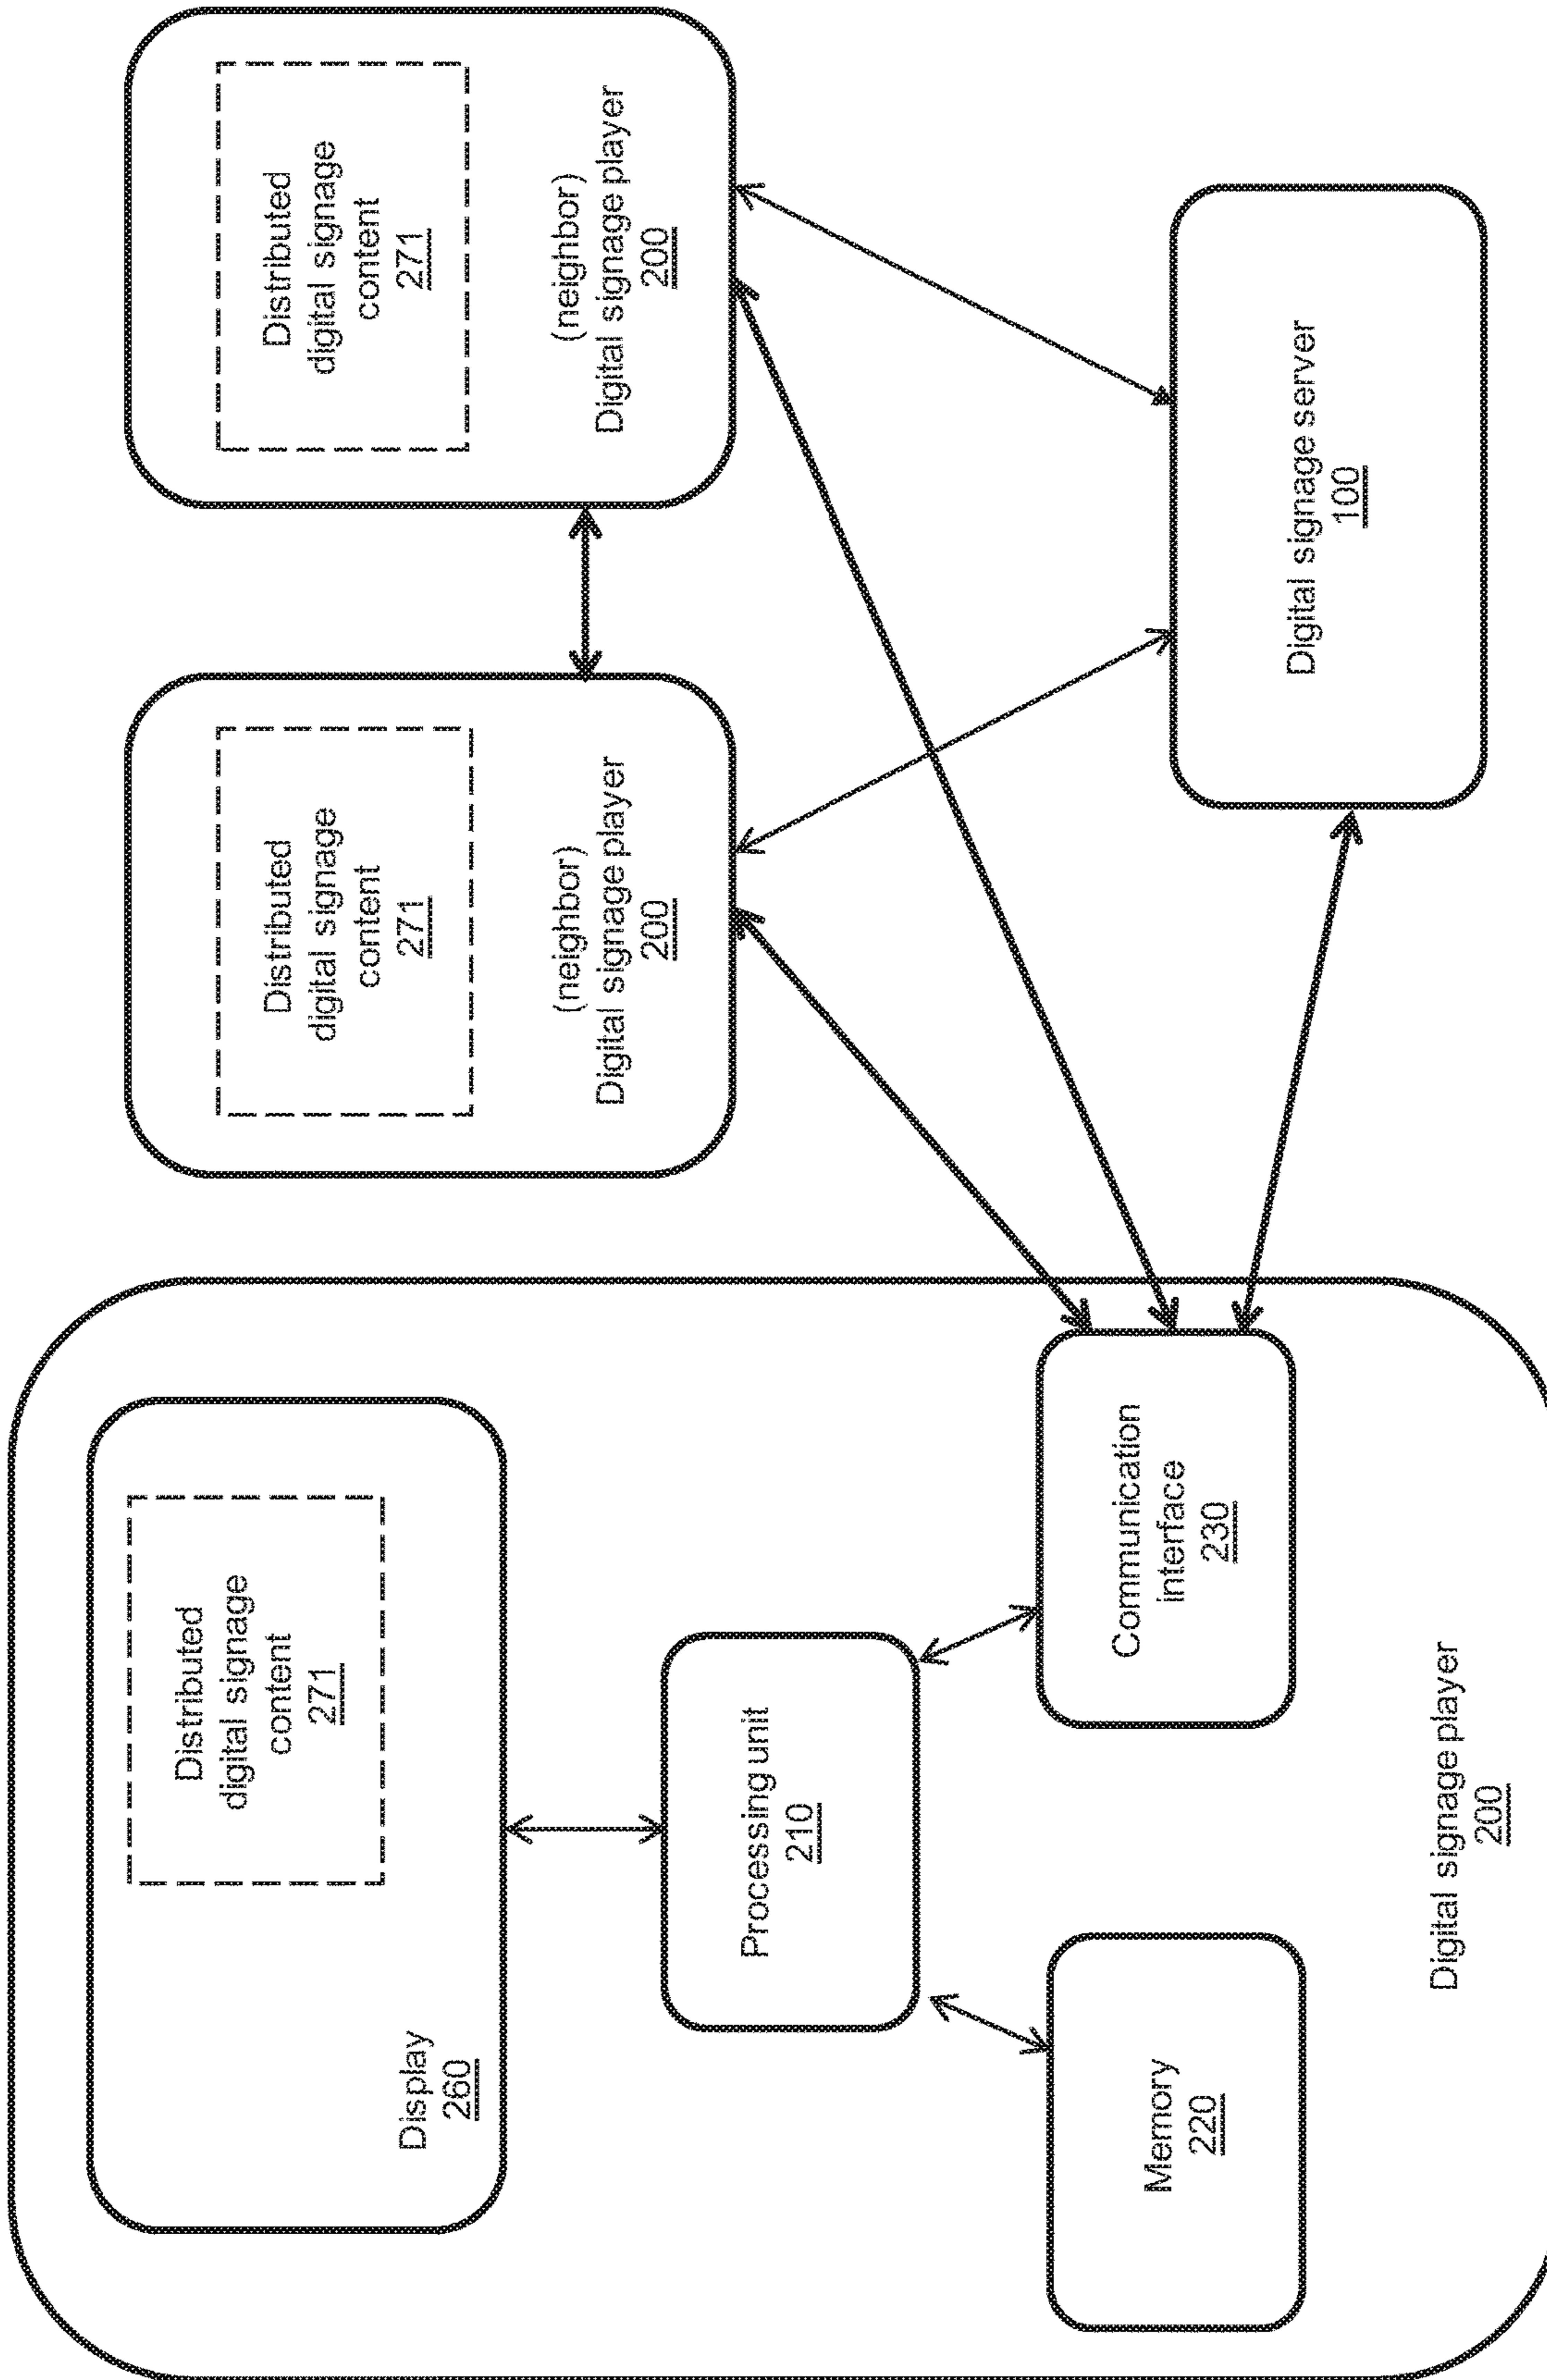 Distributed
digital signage
content
271
Display
260
Processing unit
210
Memory
220
Communication
interface
230
Digital signage player
200
Distributed
digital signage
content
271
(neighbor)
Digital signage player
200
Distributed
digital signage
content
271
(neighbor)
Digital signage player
200
Digital signage server
100